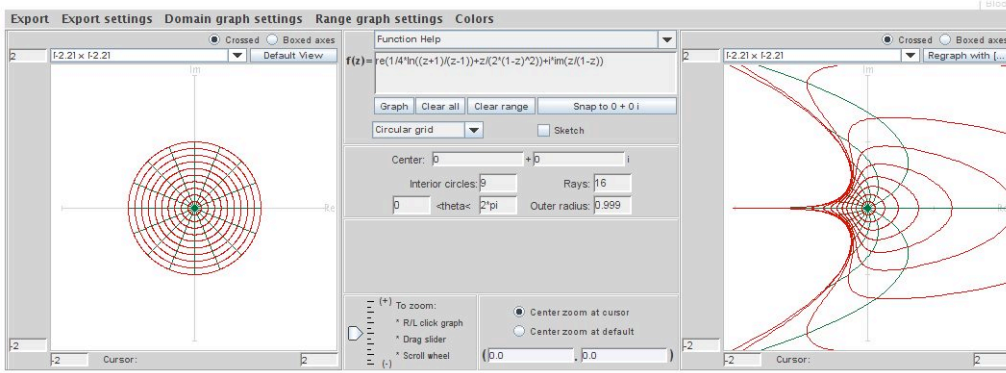 Export Export settings Domain graph settings Range graph settings Colors
Crossed Boxed axes
2 [-2.21 x [-2.21 Default View
Im
Re
-2
-2 Cursor: 2
Function Help
f(z)= re(1/4*ln((z+1)/(z-1))+z/(2*(1-z)^2))+i*im(z/(1-z))
Graph Clear all Clear range Snap to 0 + 0 i
Circular grid Sketch
Center: 0 + 0 i
Interior circles: 9 Rays: 16
0 <theta< 2*pi Outer radius: 0.999
(+) To zoom:
* R/L click graph
* Drag slider
* Scroll wheel
(-)
Center zoom at cursor
Center zoom at default
( 0.0 , 0.0 )
Crossed Boxed axes
2 [-2.21 x [-2.21 Regraph with [...
Im
Re
-2
-2 Cursor: 2